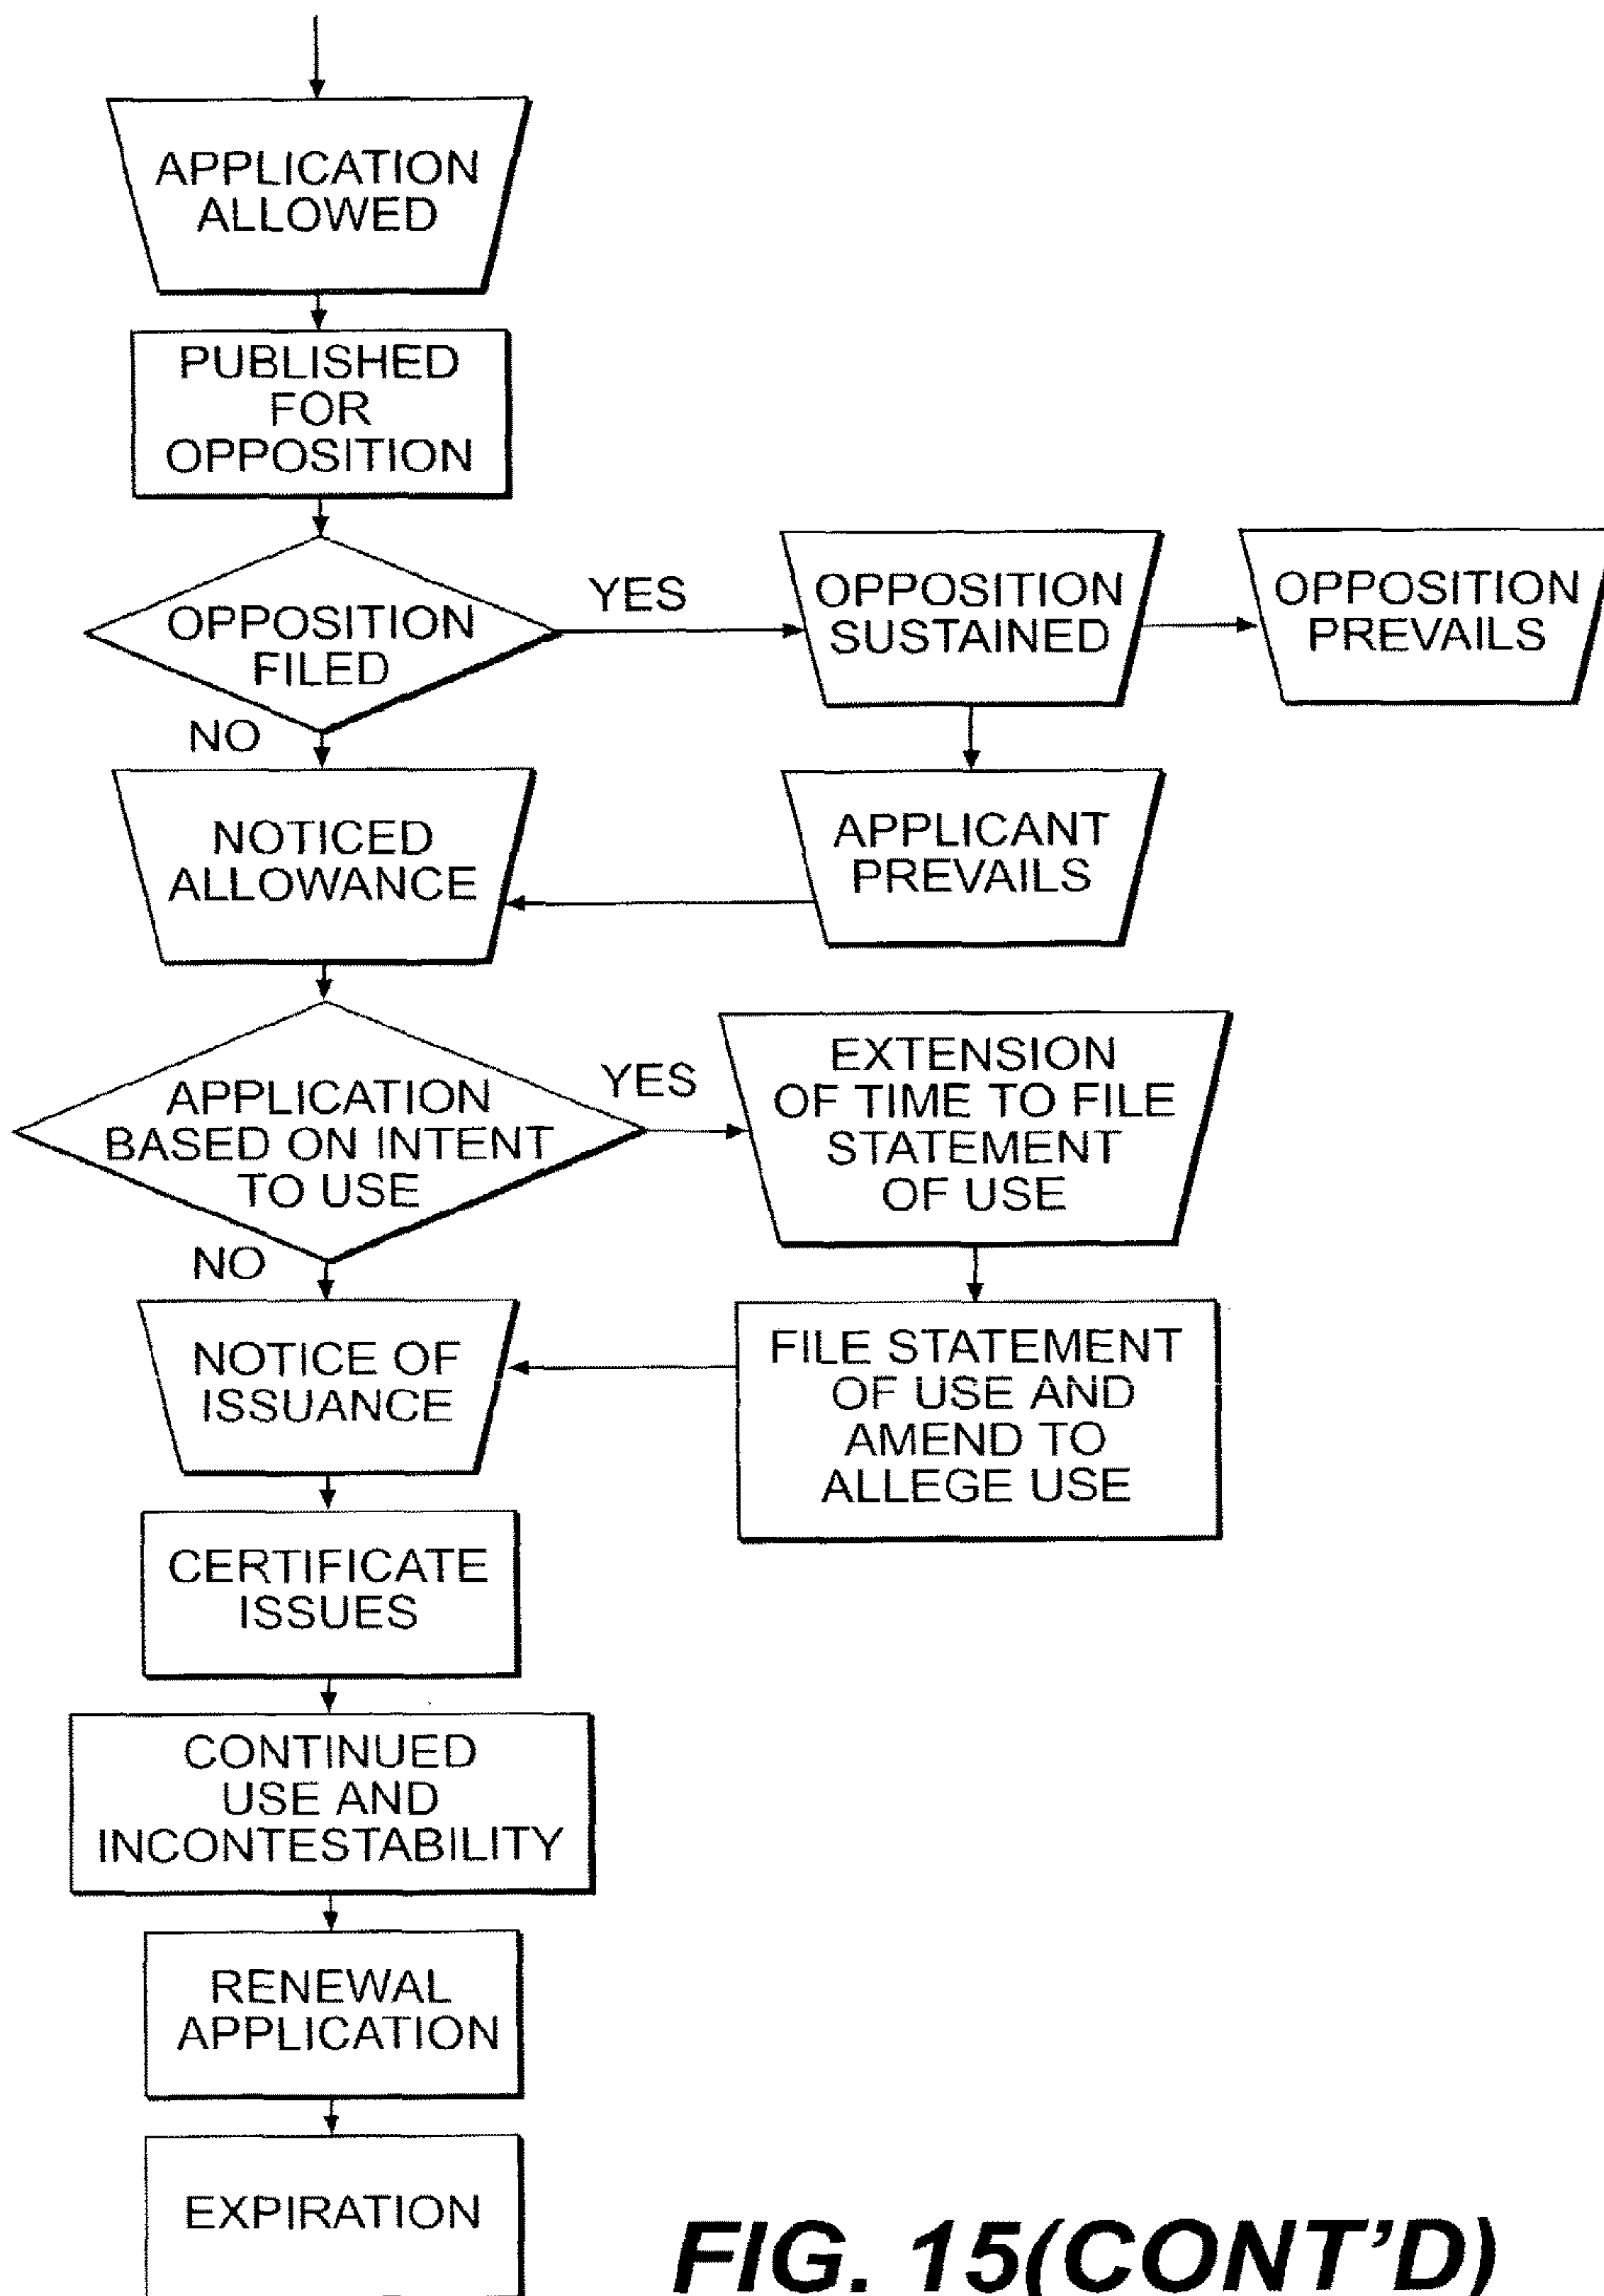 APPLICATION
ALLOWED
PUBLISHED
FOR
OPPOSITION
OPPOSITION
FILED
YES
OPPOSITION
SUSTAINED
OPPOSITION
PREVAILS
NO
NOTICED
ALLOWANCE
APPLICANT
PREVAILS
APPLICATION
BASED ON INTENT
TO USE
YES
EXTENSION
OF TIME TO FILE
STATEMENT
OF USE
NO
NOTICE OF
ISSUANCE
FILE STATEMENT
OF USE AND
AMEND TO
ALLEGE USE
CERTIFICATE
ISSUES
CONTINUED
USE AND
INCONTESTABILITY
RENEWAL
APPLICATION
EXPIRATION
FIG. 15(CONT'D)